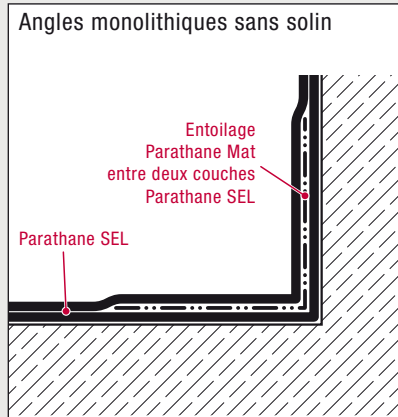 Angles monolithiques sans solin
Entoilage
Parathane Mat
entre deux couches
Parathane SEL
Parathane SEL